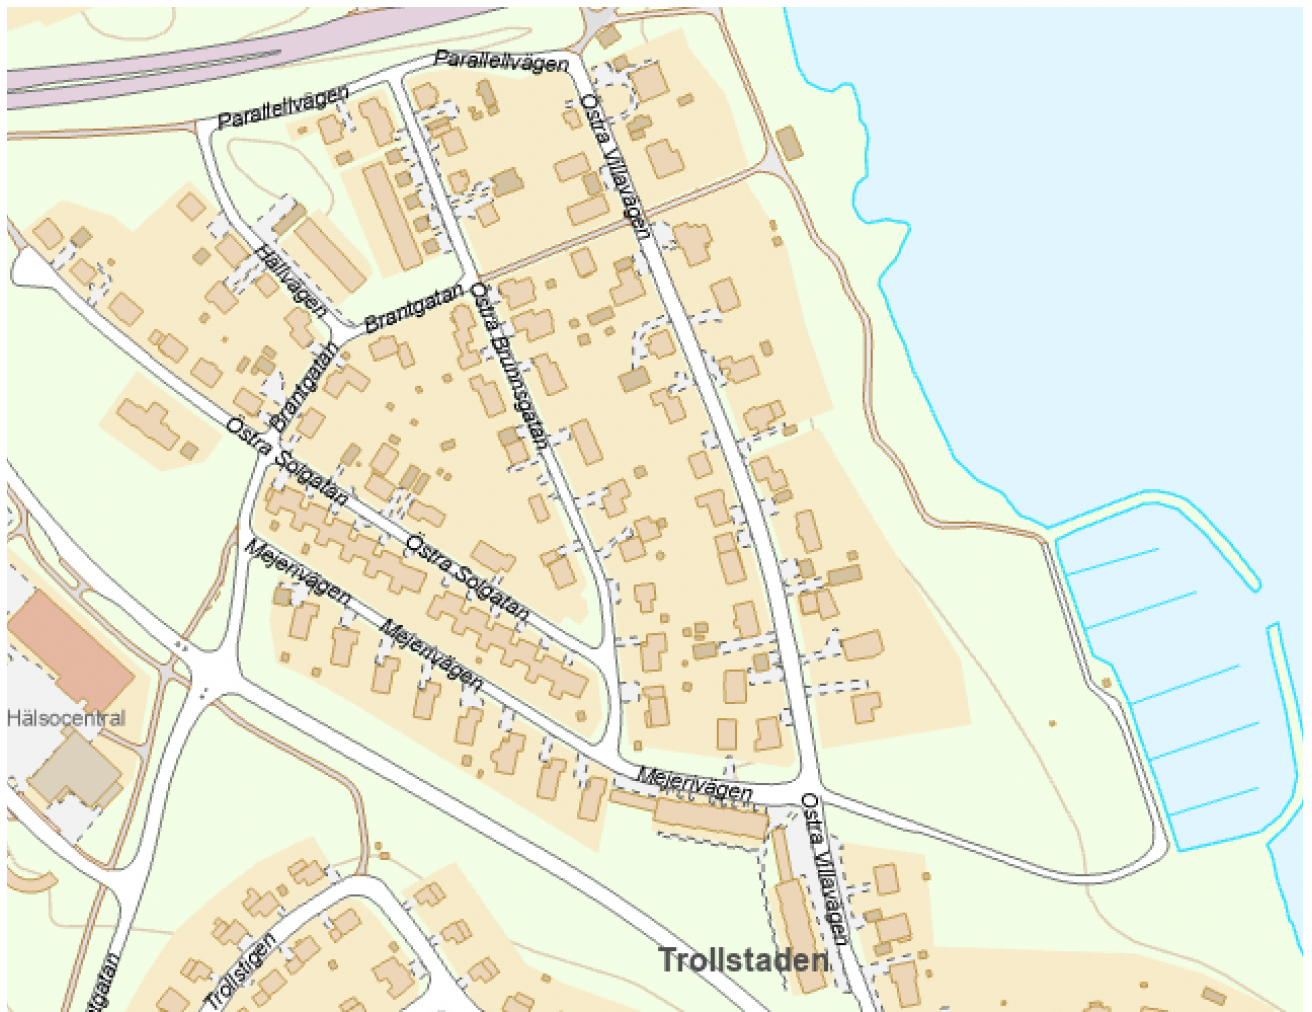 Parallellvägen
Parallellvägen
Östra Villavägen
Hällvägen
Brantgatan
Östra Brunnsgatan
Brantgatan
Östra Solgatan
Östra Solgatan
Mejerivägen
Mejerivägen
Hälsocentral
Mejerivägen
Östra Villavägen
Trollstaden
Trollstigen